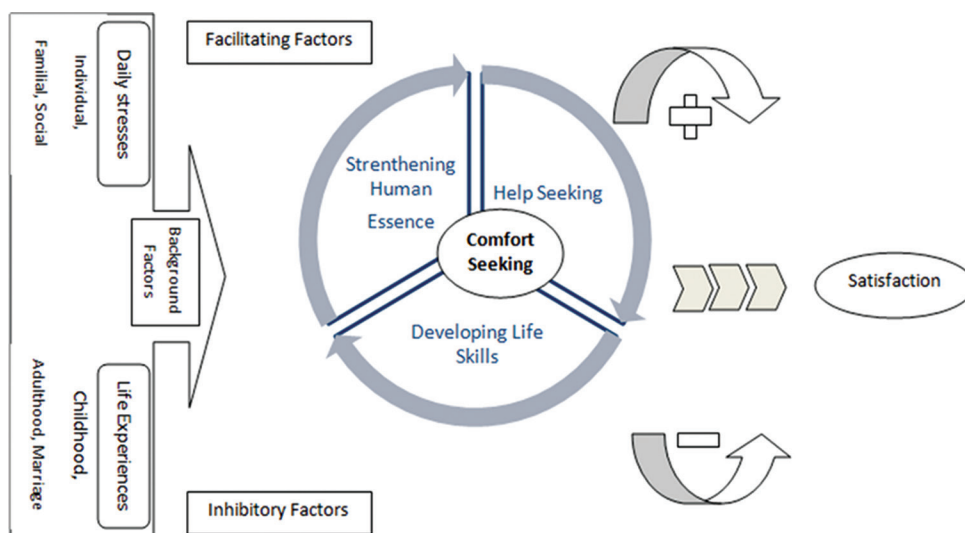 Daily stresses
Individual,
Familial, Social
Background
Factors
Life Experiences
Childhood,
Adulthood, Marriage
Facilitating Factors
Strenthening
Human
Essence
Help Seeking
Comfort
Seeking
Developing Life
Skills
Satisfaction
Inhibitory Factors